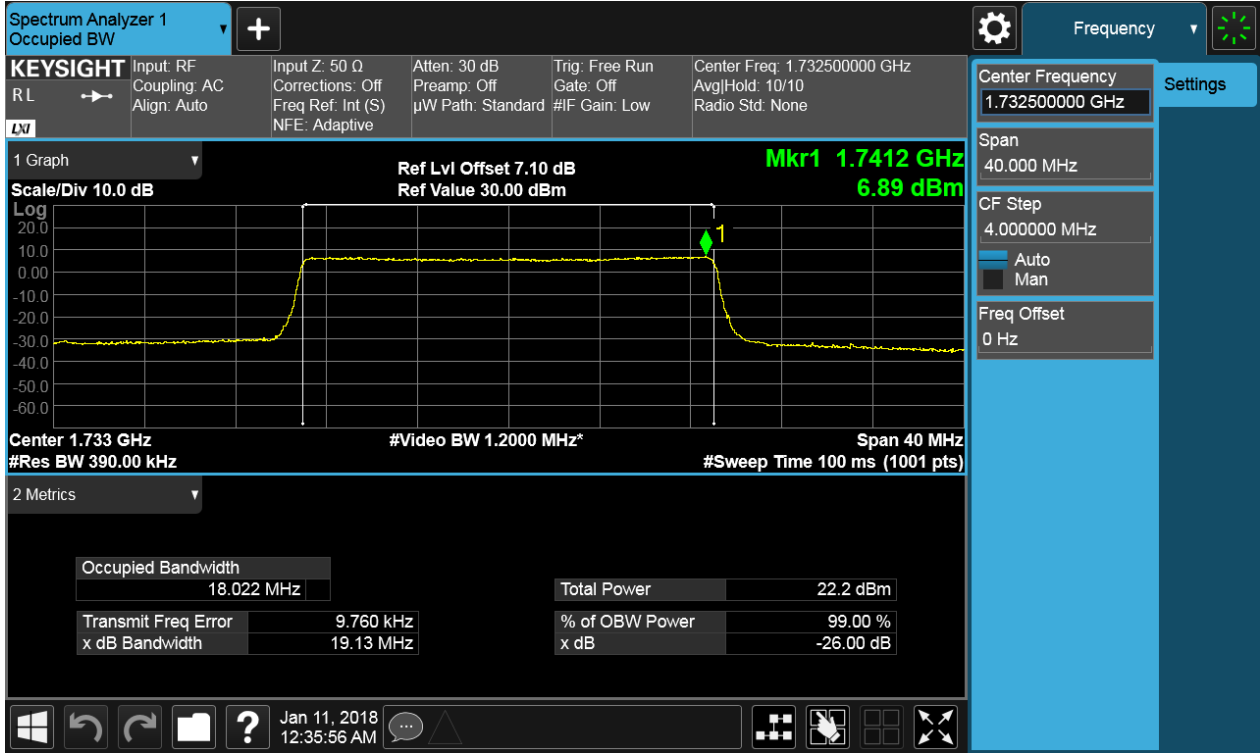 Spectrum Analyzer 1
Occupied BW
+
Frequency
KEYSIGHT
RL
LXI
Input: RF
Coupling: AC
Align: Auto
Input Z: 50 Ω
Corrections: Off
Freq Ref: Int (S)
NFE: Adaptive
Atten: 30 dB
Preamp: Off
µW Path: Standard
Trig: Free Run
Gate: Off
#IF Gain: Low
Center Freq: 1.732500000 GHz
Avg|Hold: 10/10
Radio Std: None
Center Frequency
1.732500000 GHz
Settings
Span
40.000 MHz
CF Step
4.000000 MHz
Auto
Man
Freq Offset
0 Hz
1 Graph
Scale/Div 10.0 dB
Ref Lvl Offset 7.10 dB
Ref Value 30.00 dBm
Mkr1 1.7412 GHz
6.89 dBm
Log
20.0
10.0
0.00
-10.0
-20.0
-30.0
-40.0
-50.0
-60.0
1
Center 1.733 GHz
#Video BW 1.2000 MHz*
Span 40 MHz
#Res BW 390.00 kHz
#Sweep Time 100 ms (1001 pts)
2 Metrics
Occupied Bandwidth
18.022 MHz
Total Power 22.2 dBm
Transmit Freq Error 9.760 kHz
% of OBW Power 99.00 %
x dB Bandwidth 19.13 MHz
x dB -26.00 dB
?
Jan 11, 2018
12:35:56 AM